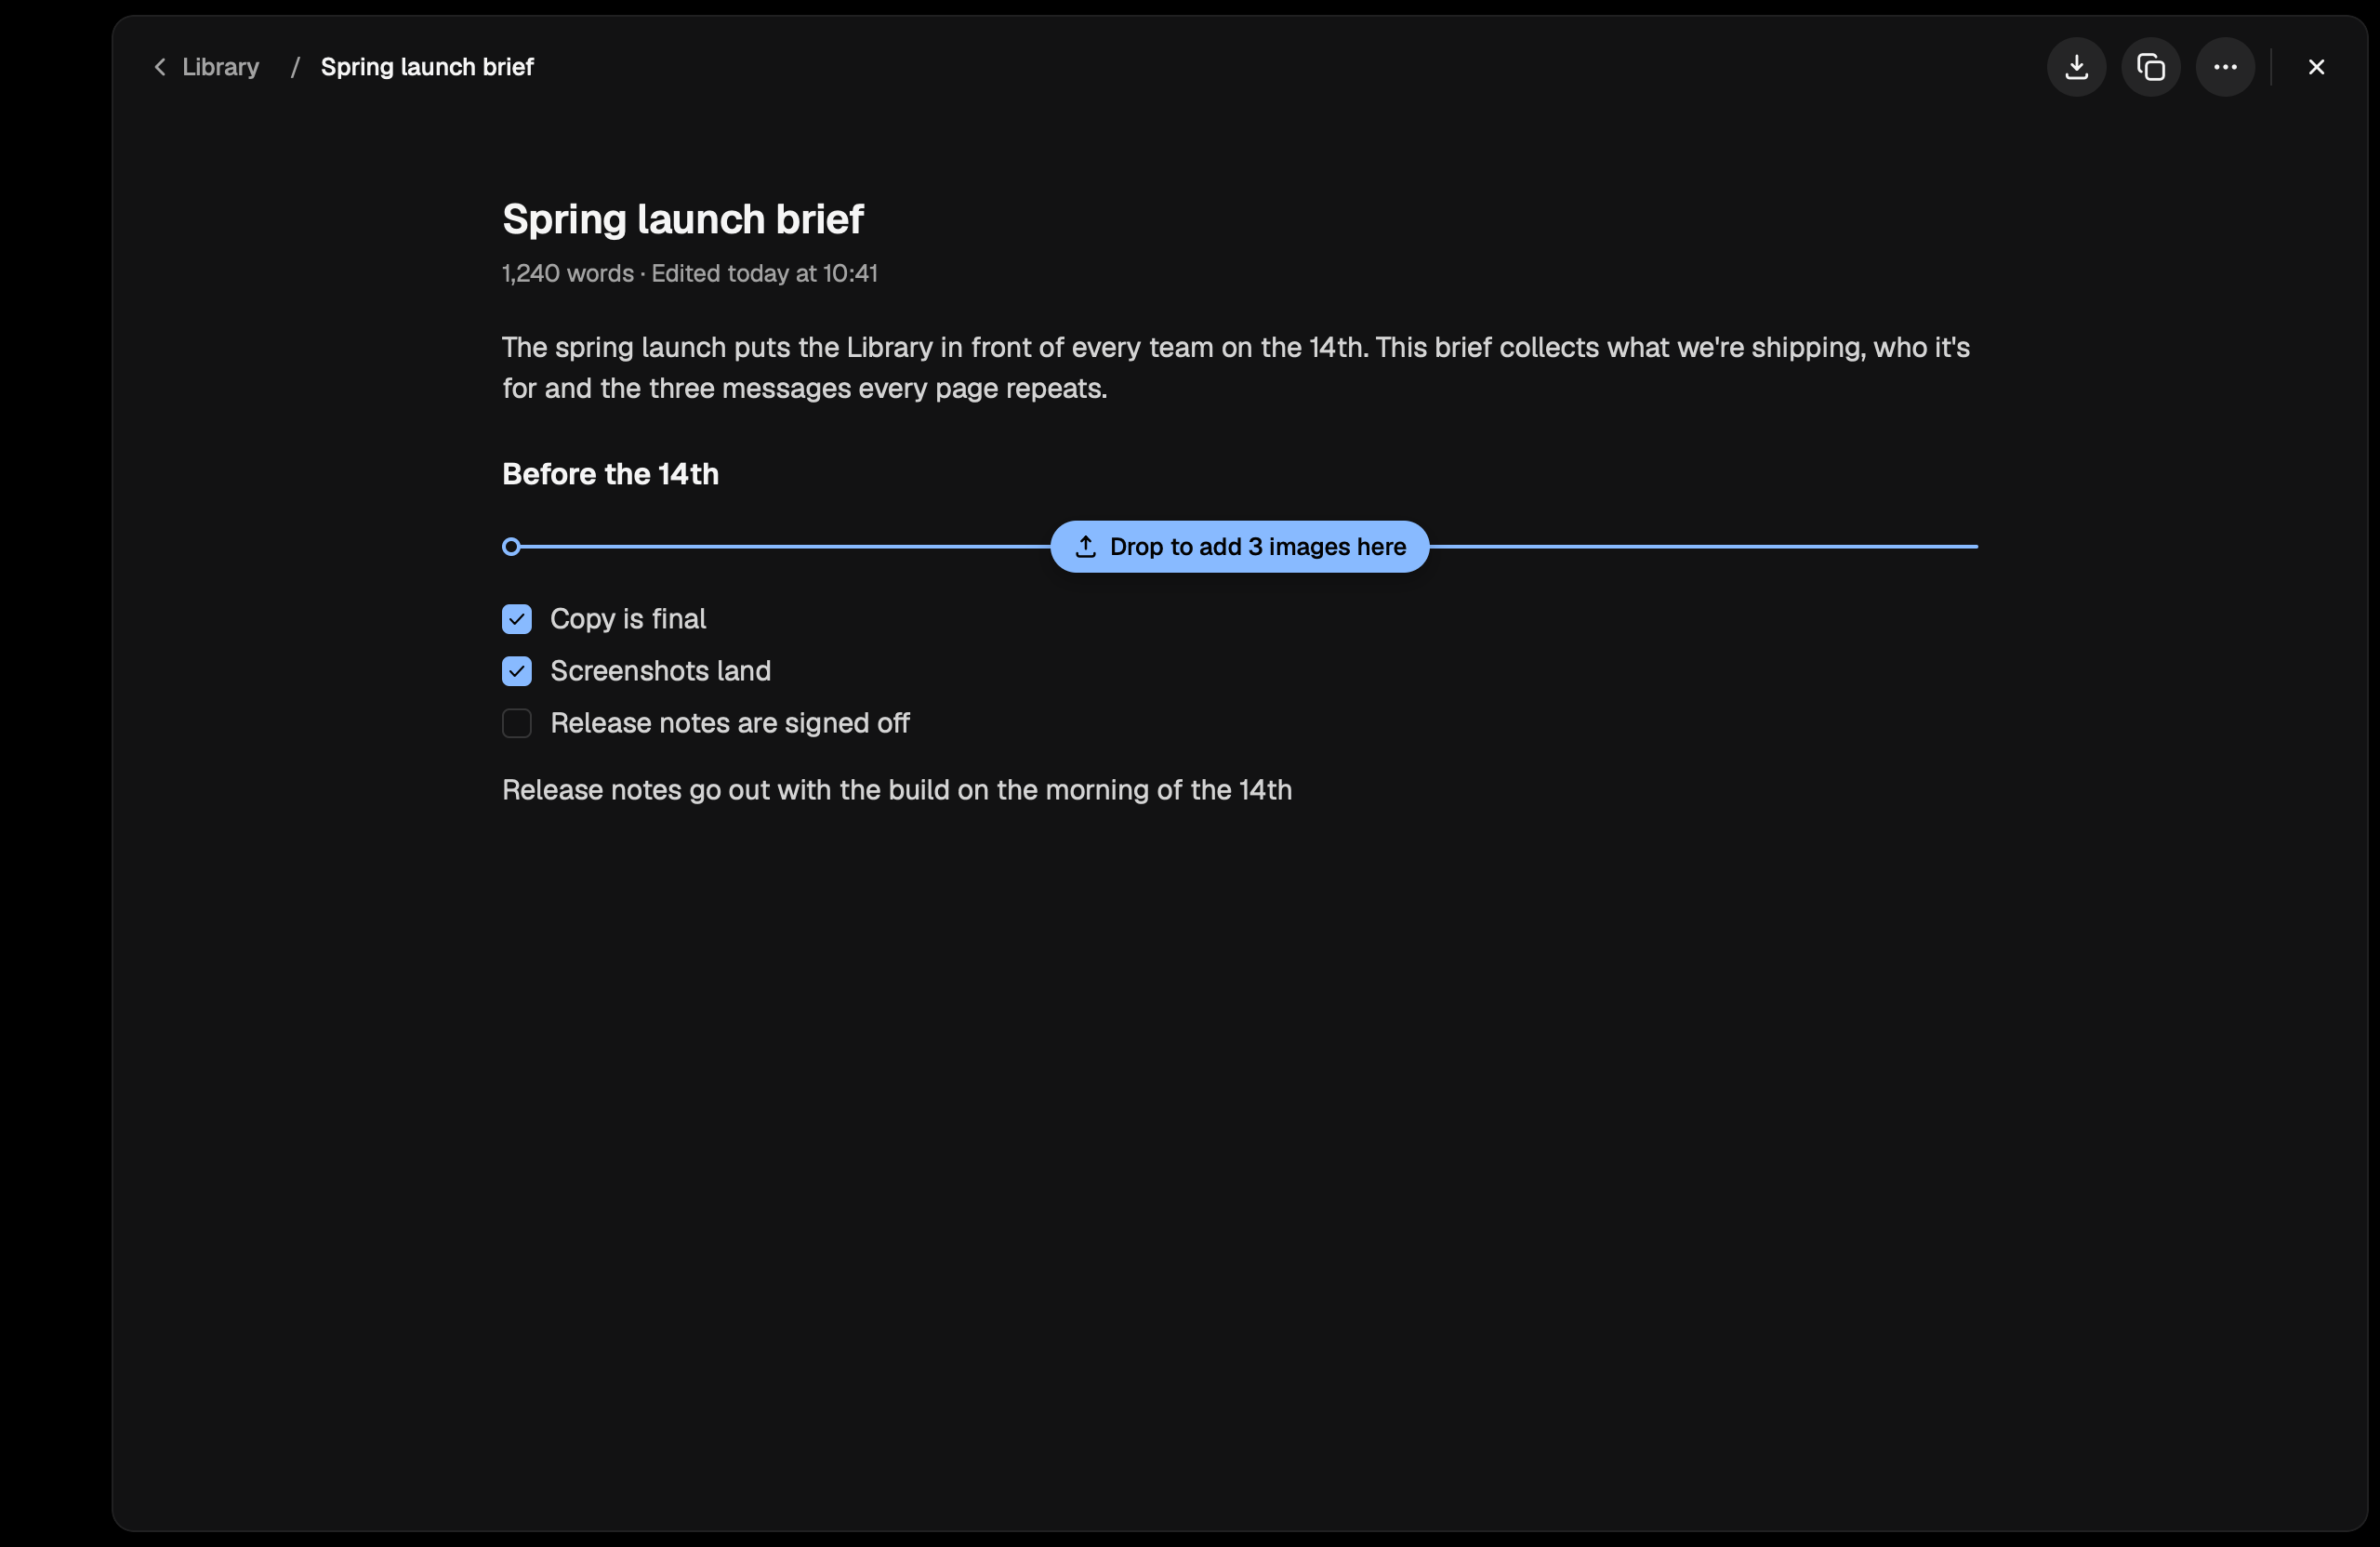 Library / Spring launch brief
Spring launch brief
1,240 words · Edited today at 10:41
The spring launch puts the Library in front of every team on the 14th. This brief collects what we're shipping, who it's
for and the three messages every page repeats.
Before the 14th
Drop to add 3 images here
Copy is final
Screenshots land
Release notes are signed off
Release notes go out with the build on the morning of the 14th